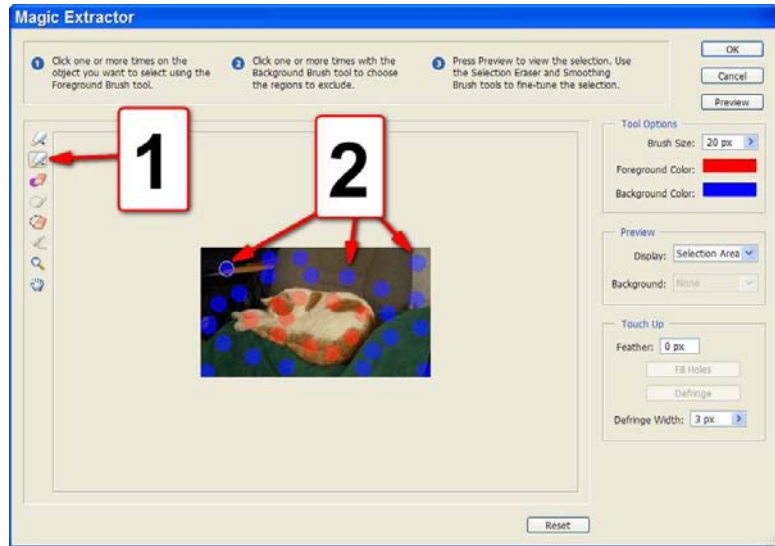 Magic Extractor
1 Click one or more times on the
object you want to select using the
Foreground Brush tool.
2 Click one or more times with the
Background Brush tool to choose
the regions to exclude.
3 Press Preview to view the selection. Use
the Selection Eraser and Smoothing
Brush tools to fine-tune the selection.
OK
Cancel
Preview
1
2
Tool Options
Brush Size: 20 px
Foreground Color:
Background Color:
Preview
Display: Selection Area
Background: None
Touch Up
Feather: 0 px
Fill Holes
Defringe
Defringe Width: 3 px
Reset